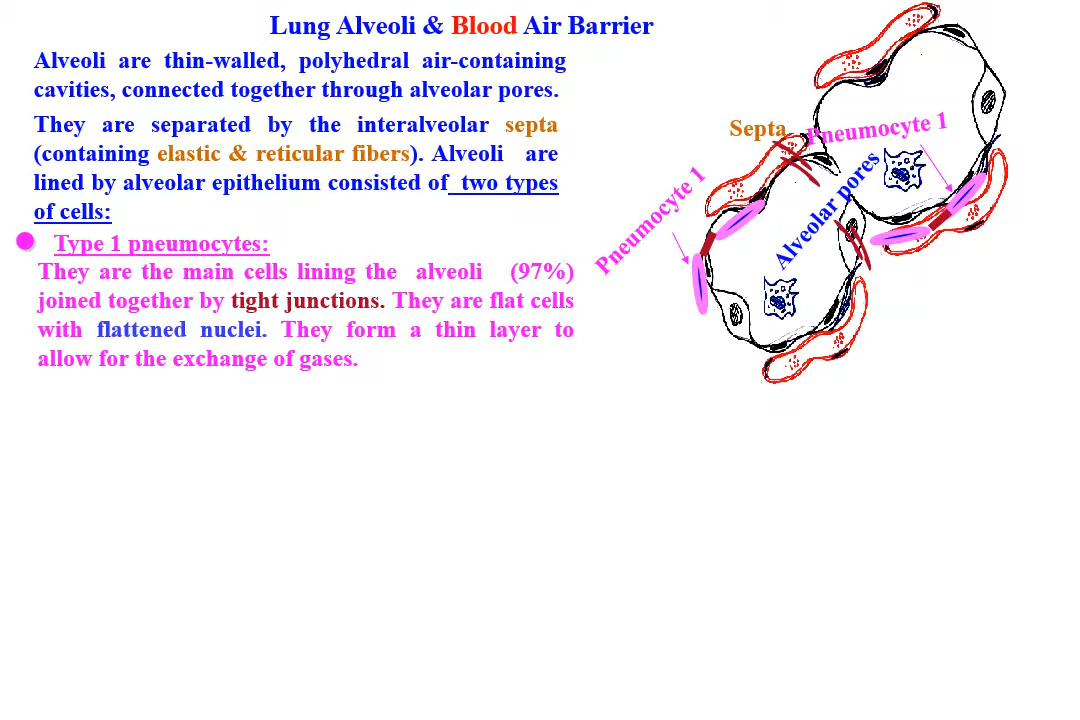 Lung Alveoli & Blood Air Barrier
Alveoli are thin-walled, polyhedral air-containing
cavities, connected together through alveolar pores.
They are separated by the interalveolar septa
(containing elastic & reticular fibers). Alveoli are
lined by alveolar epithelium consisted of two types
of cells:
Type 1 pneumocytes:
They are the main cells lining the alveoli (97%)
joined together by tight junctions. They are flat cells
with flattened nuclei. They form a thin layer to
allow for the exchange of gases.
Septa
Pneumocyte 1
Pneumocyte 1
Alveolar pores